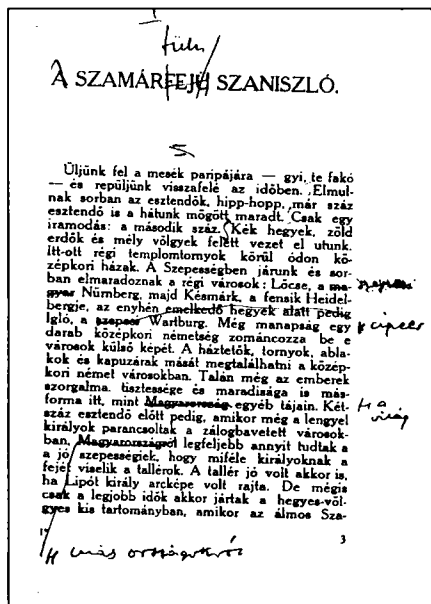 fülű
A SZAMÁRFEJŰ SZANISZLÓ.
Üljünk fel a mesék paripájára — gyi, te fakó
— és repüljünk visszafelé az időben. Elmul-
nak sorban az esztendők, hipp-hopp, már száz
esztendő is a hátunk mögött maradt. Csak egy
iramodás: a második száz. Kék hegyek, zöld
erdők és mély völgyek felett vezet el utunk.
Itt-ott régi templomtornyok körül ódon kö-
zépkori házak. A Szepességben járunk és sor-
ban elmaradoznak a régi városok: Lőcse, a ma-
gyar Nürnberg, majd Késmárk, a fensik Heidel-
bergje, az enyhén emelkedő hegyek alatt pedig
Igló, a szepesi Wartburg. Még manapság egy
darab középkori németség zománcozza be e
városok külső képét. A háztetők, tornyok, abla-
kok és kapuzárak mását megtalálhatni a közép-
kori német városokban. Talán még az emberek
szorgalma, tisztessége és maradisága is más-
forma itt, mint Magyarország egyéb tájain. Két-
száz esztendő előtt pedig, amikor még a lengyel
királyok parancsoltak a zálogbavetett városok-
ban, Magyarországról legfeljebb annyit tudtak a
a jó szepességiek, hogy miféle királyoknak a
fejét viselik a tallérok. A tallér jó volt akkor is,
ha Lipót király arcképe volt rajta. De mégis
csak a legjobb idők akkor jártak a hegyes-völ-
gyes kis tartományban, amikor az álmos Sza-
a
világ
3
más országokról